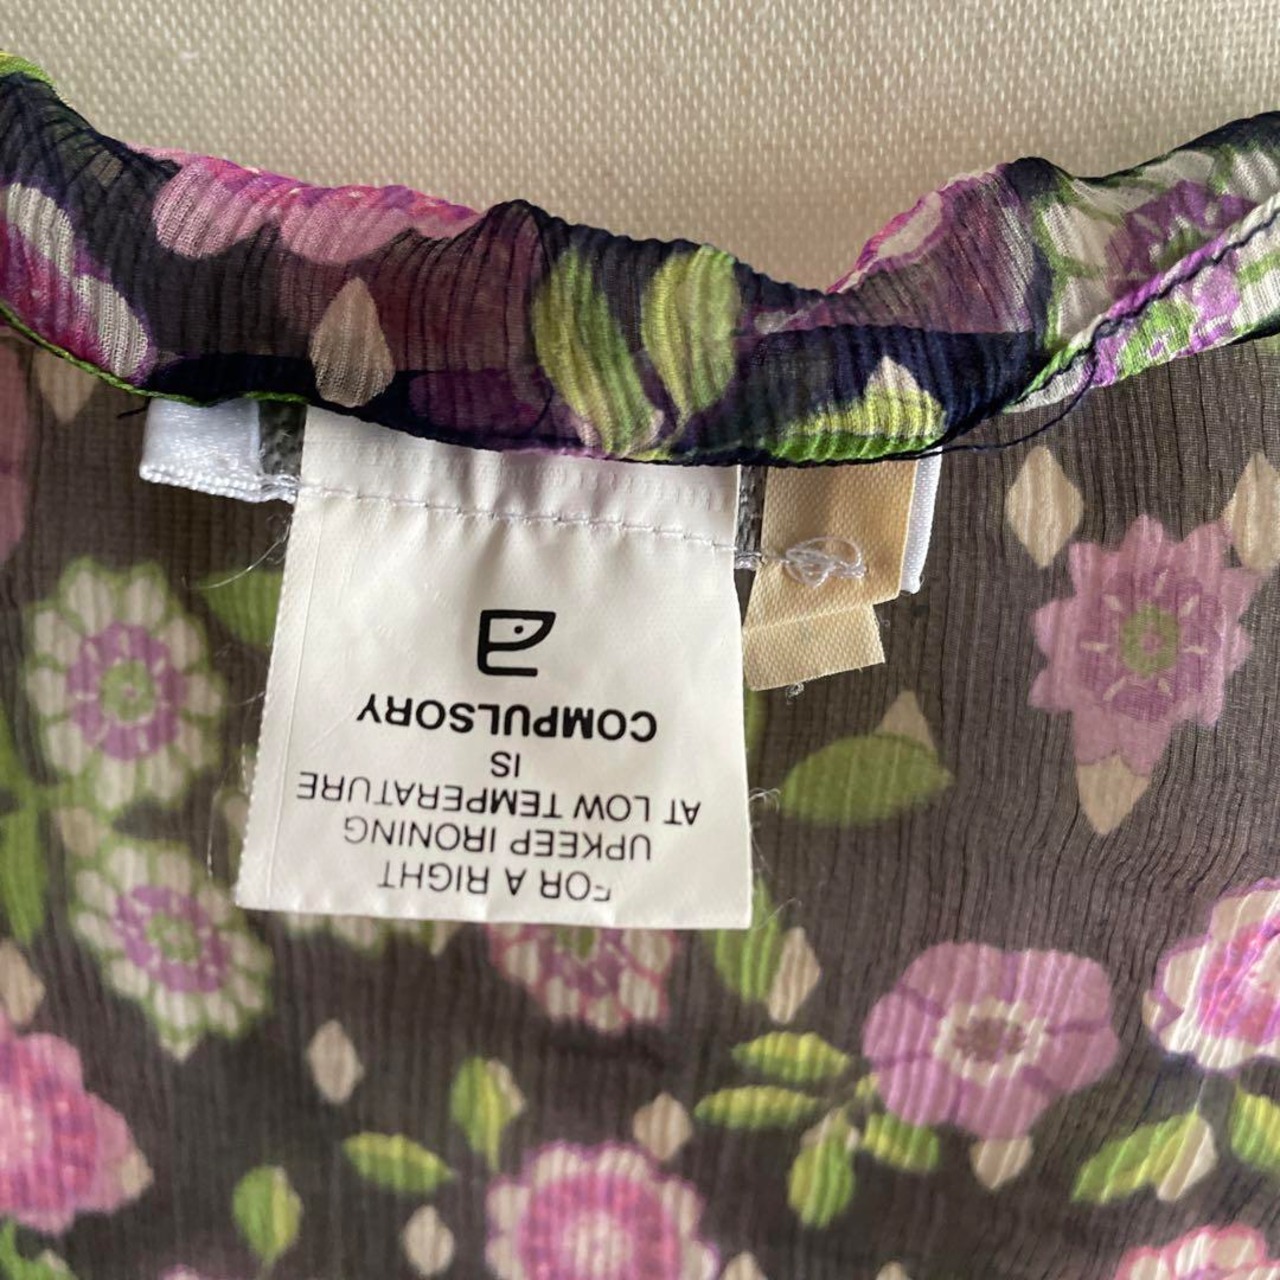 FOR A RIGHT
UPKEEP IRONING
AT LOW TEMPERATURE
IS
COMPULSORY